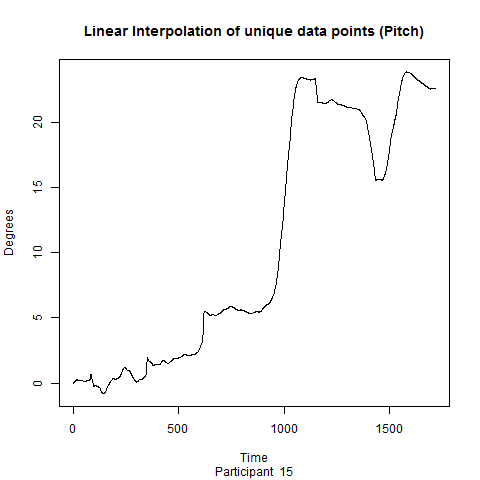 Linear Interpolation of unique data points (Pitch)
Degrees
20
15
10
5
0
0 500 1000 1500
Time
Participant 15